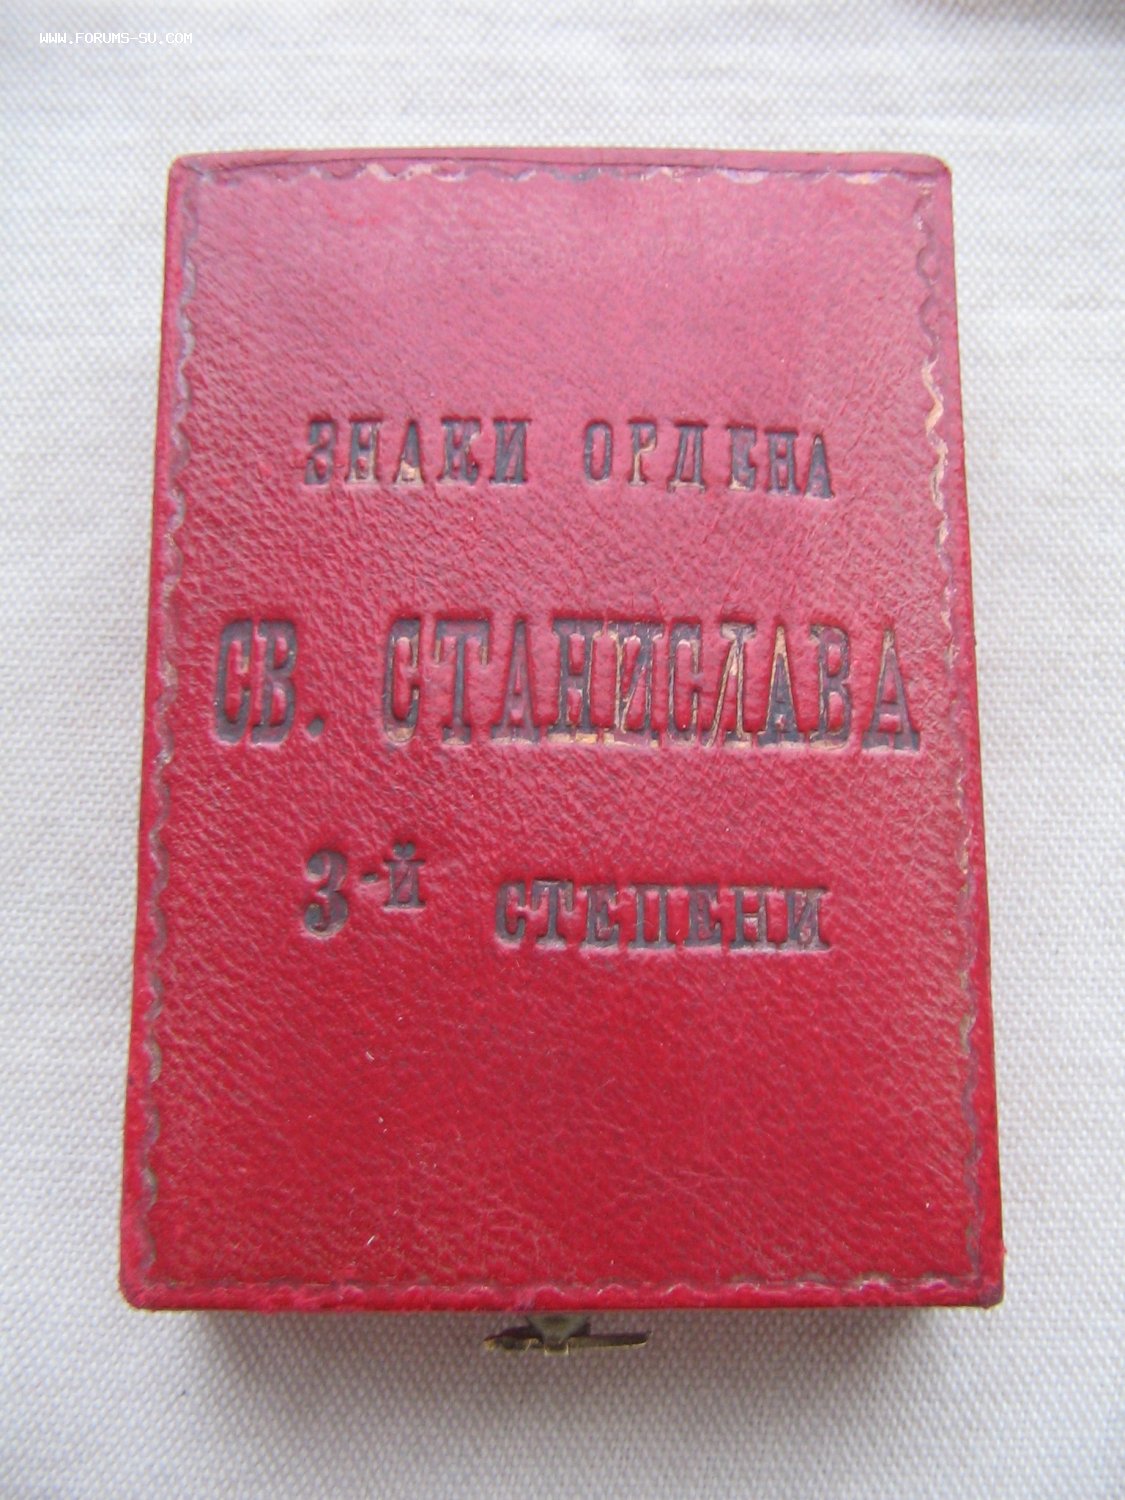 WWW.FORUMS-SU.COM
ЗНАКИ ОРДЕНА
СВ. СТАНИСЛАВА
3-Й СТЕПЕНИ